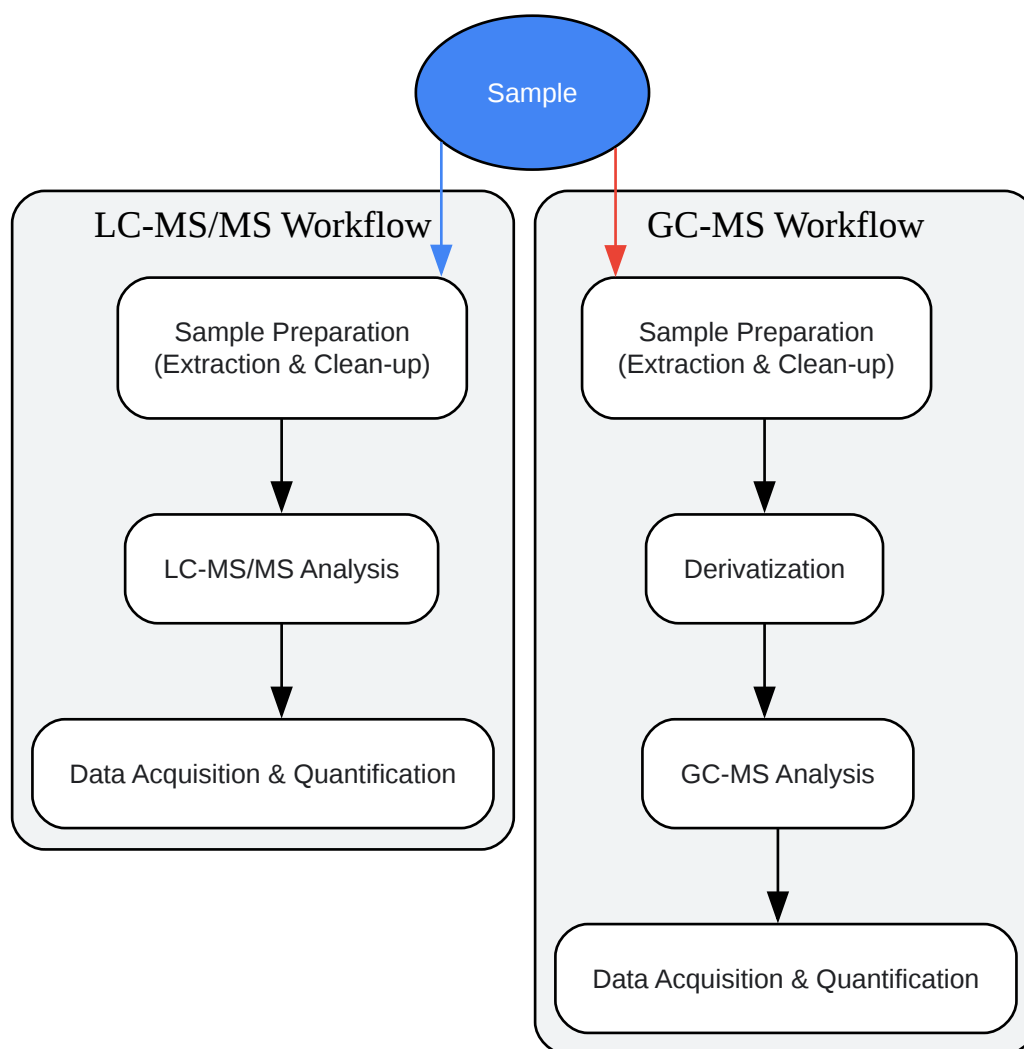 Sample
LC-MS/MS Workflow
Sample Preparation
(Extraction & Clean-up)
LC-MS/MS Analysis
Data Acquisition & Quantification
GC-MS Workflow
Sample Preparation
(Extraction & Clean-up)
Derivatization
GC-MS Analysis
Data Acquisition & Quantification